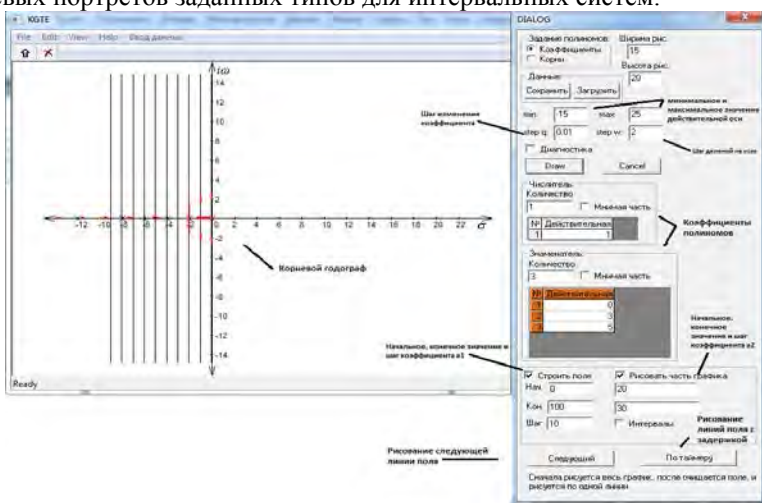 евых портретов заданных типов для интервальных систем.
KGTE
File Edit View Help Ввод данных
iω
14
12
10
8
6
4
2
-12 -10 -8 -6 -4 -2 0 2 4 6 8 10 12 14 16 18 20 22 σ
-2
-4
-6
-10
-12
-14
Корневой годограф
Ready
Шаг изменения
коэффициента
Начальное, конечное значение и
шаг коэффициента a1
Рисование следующей
линии поля
DIALOG
Задание полиномов
Коэффициенты
Корни
Ширина рис.
15
Высота рис.
20
Данные
Сохранить Загрузить
min -15 max 25
step q: 0.01 step w: 2
Диагностика
Draw Cancel
Минимальное и
максимальное значение
действительной оси
Шаг делений на осях
Числитель
Количество
1 Мнимая часть
№ Действительная
1 1
Коэффициенты
полиномов
Знаменатель
Количество
3 Мнимая часть
№ Действительная
1 0
2 3
3 5
Начальное,
конечное
значение и шаг
коэффициента a2
Строить поля Рисовать часть графика
Нач. 0 20
Кон. 100 30
Шаг 10 Интервалы
Рисование
линий поля с
задержкой
Следующий По таймеру
Сначала рисуется весь график, после очищается поле, и
рисуется по одной линии